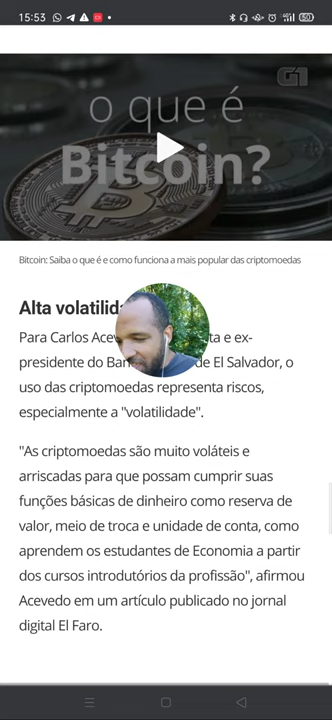 15:53
G1
o que é
Bitcoin?
Bitcoin: Saiba o que é e como funciona a mais popular das criptomoedas
Alta volatilid
Para Carlos Acev ta e ex-
presidente do Ban de El Salvador, o
uso das criptomoedas representa riscos,
especialmente a "volatilidade".
"As criptomoedas são muito voláteis e
arriscadas para que possam cumprir suas
funções básicas de dinheiro como reserva de
valor, meio de troca e unidade de conta, como
aprendem os estudantes de Economia a partir
dos cursos introdutórios da profissão", afirmou
Acevedo em um artículo publicado no jornal
digital El Faro.